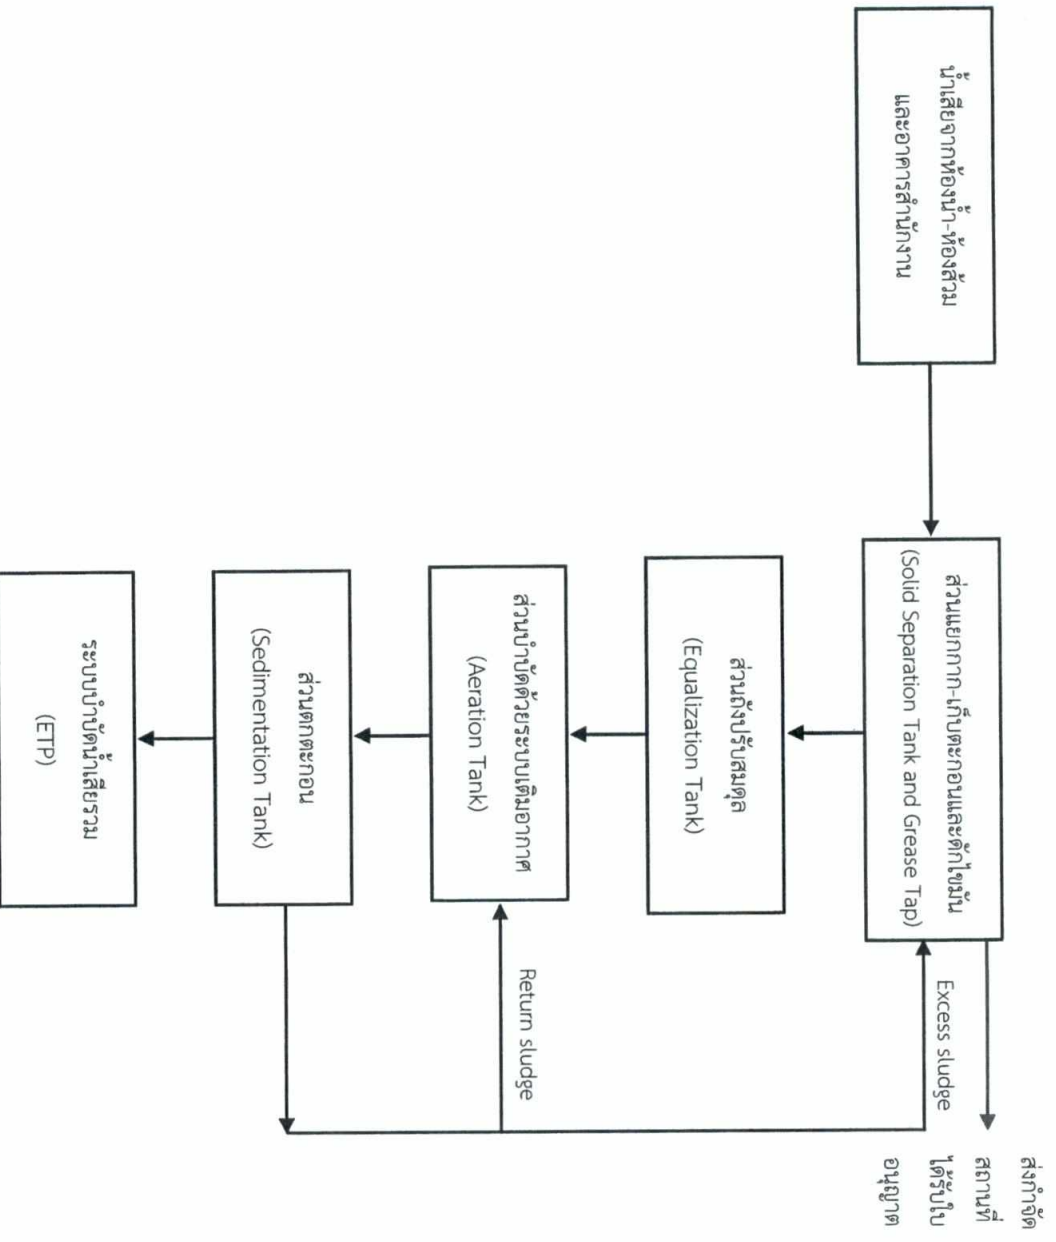 น้ำเสียจากห้องน้ำ-ห้องส้วม
และอาคารสำนักงาน
ส่วนแยกกาก-เก็บตะกอนและดักไขมัน
(Solid Separation Tank and Grease Tap)
Excess sludge
ส่งกำจัด
สถานที่
ได้รับใบ
อนุญาต
ส่วนถังปรับสมดุล
(Equalization Tank)
ส่วนบำบัดด้วยระบบเติมอากาศ
(Aeration Tank)
Return sludge
ส่วนตกตะกอน
(Sedimentation Tank)
ระบบบำบัดน้ำเสียรวม
(ETP)